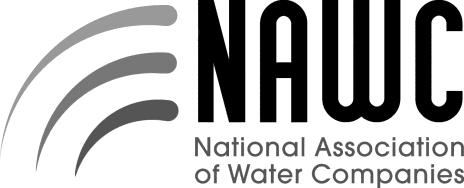 NAWC
National Association
of Water Companies